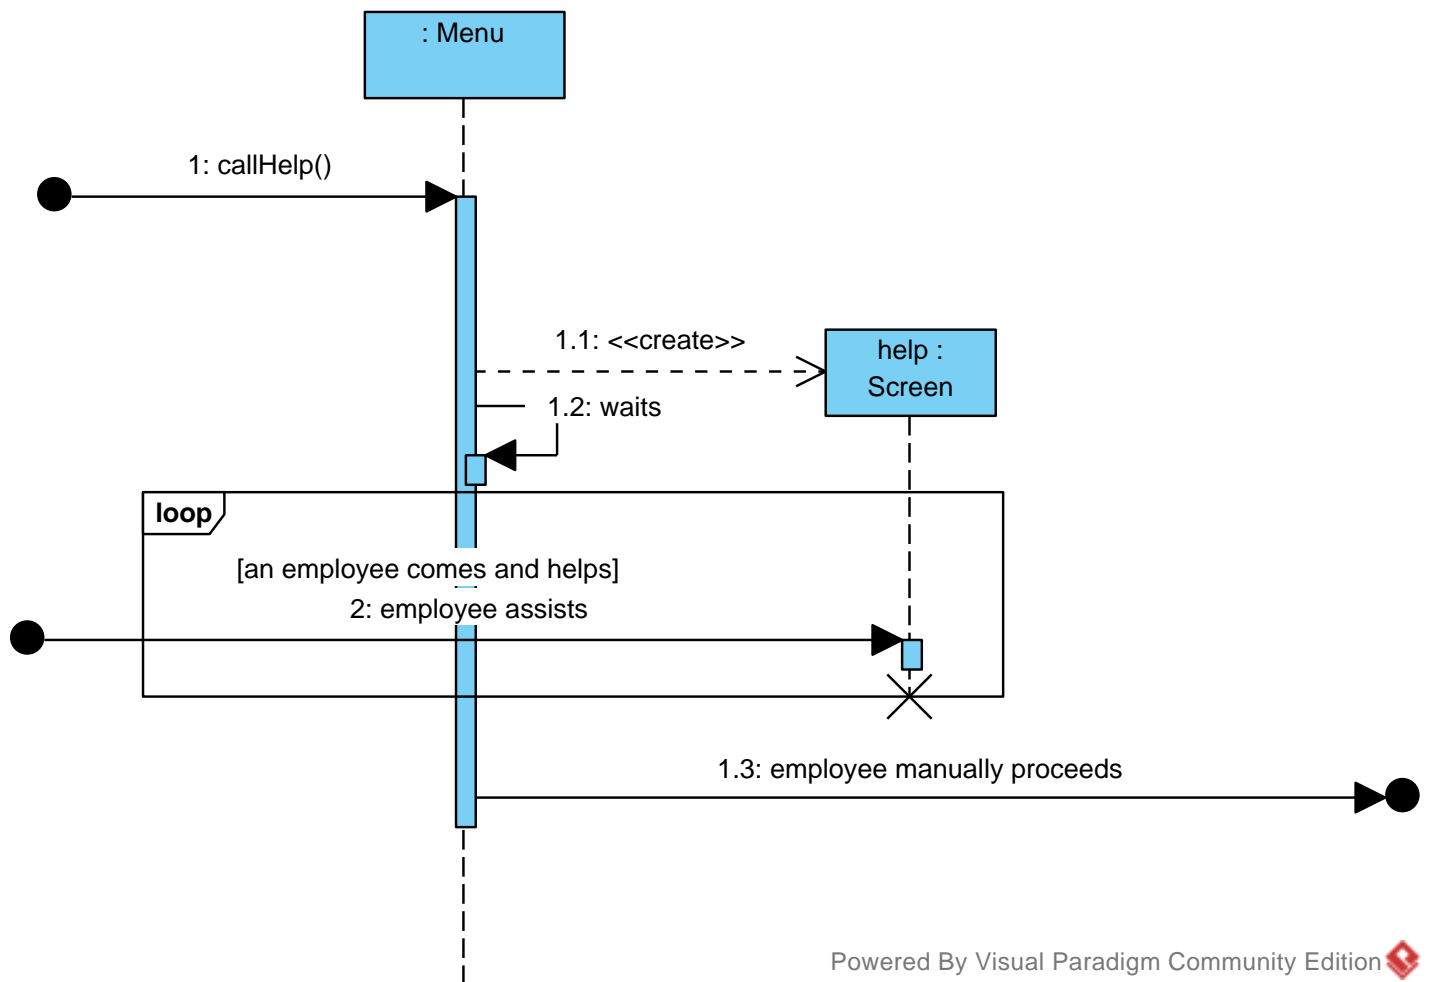 : Menu
1: callHelp()
1.1: <<create>>
help :
Screen
1.2: waits
loop
[an employee comes and helps]
2: employee assists
1.3: employee manually proceeds
Powered By Visual Paradigm Community Edition